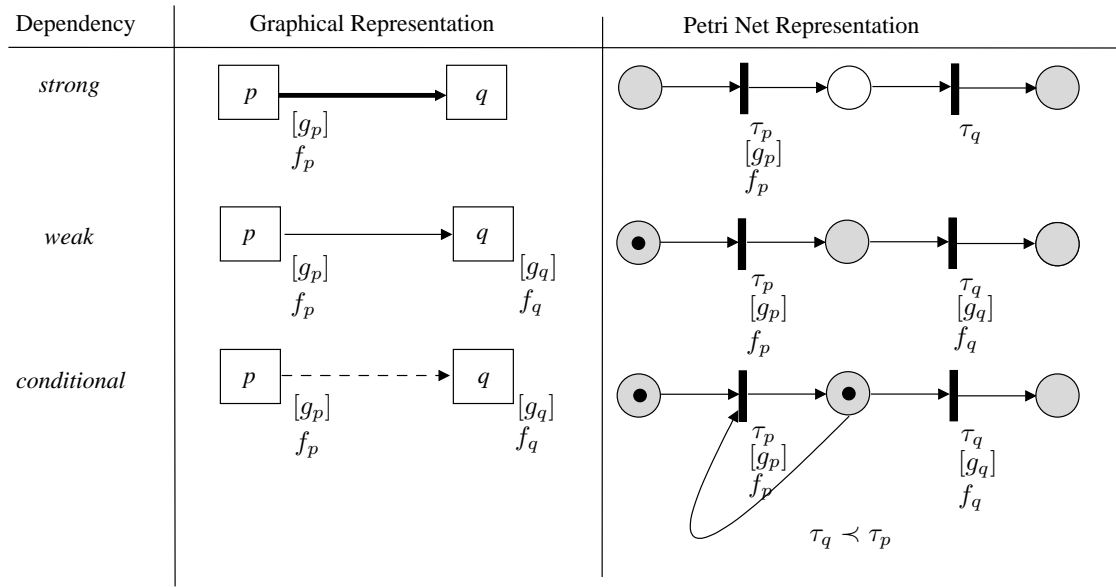 Dependency Graphical Representation Petri Net Representation
strong p q
[g_p] τ_p τ_q
f_p [g_p]
f_p
weak p q
[g_p] [g_q] τ_p τ_q
f_p f_q [g_p] [g_q]
f_p f_q
conditional p q
[g_p] [g_q] τ_p τ_q
f_p f_q [g_p] [g_q]
f_p f_q
τ_q ≺ τ_p